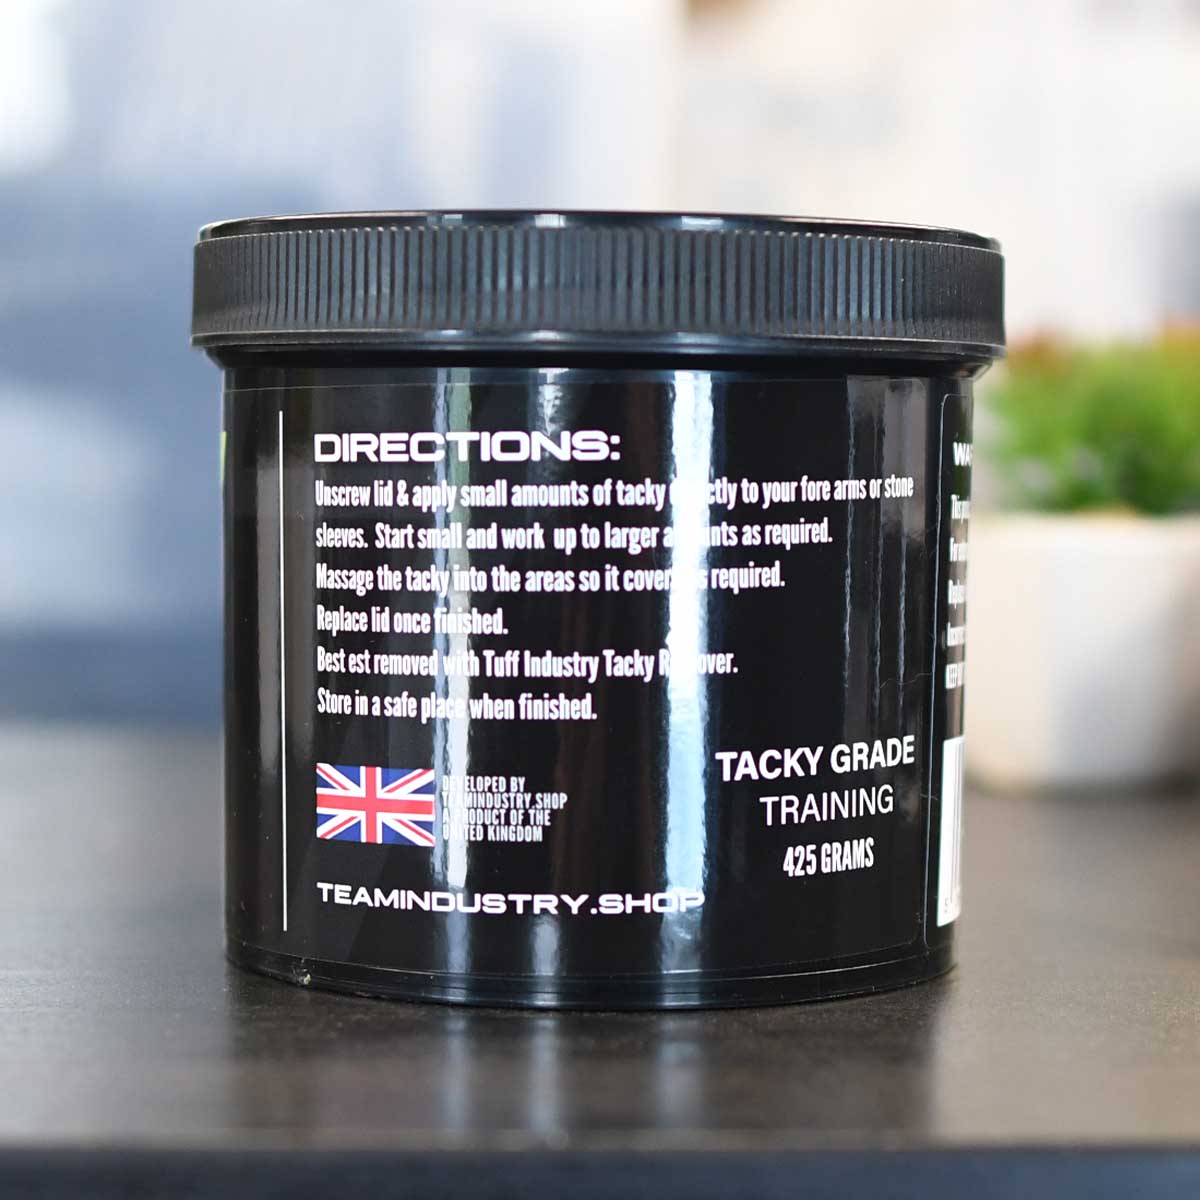 DIRECTIONS:
Unscrew lid & apply small amounts of tacky to your fore arms or stone
sleeves. Start small and work up to larger as required.
Massage the tacky into the areas so it required.
Replace lid once finished.
Best est removed with Tuff Industry Tacky
Store in a safe place when finished.
DEVELOPED BY
TEAMINDUSTRY.SHOP
A PRODUCT OF THE
UNITED KINGDOM
TACKY GRADE
TRAINING
425 GRAMS
TEAMINDUSTRY.SHOP